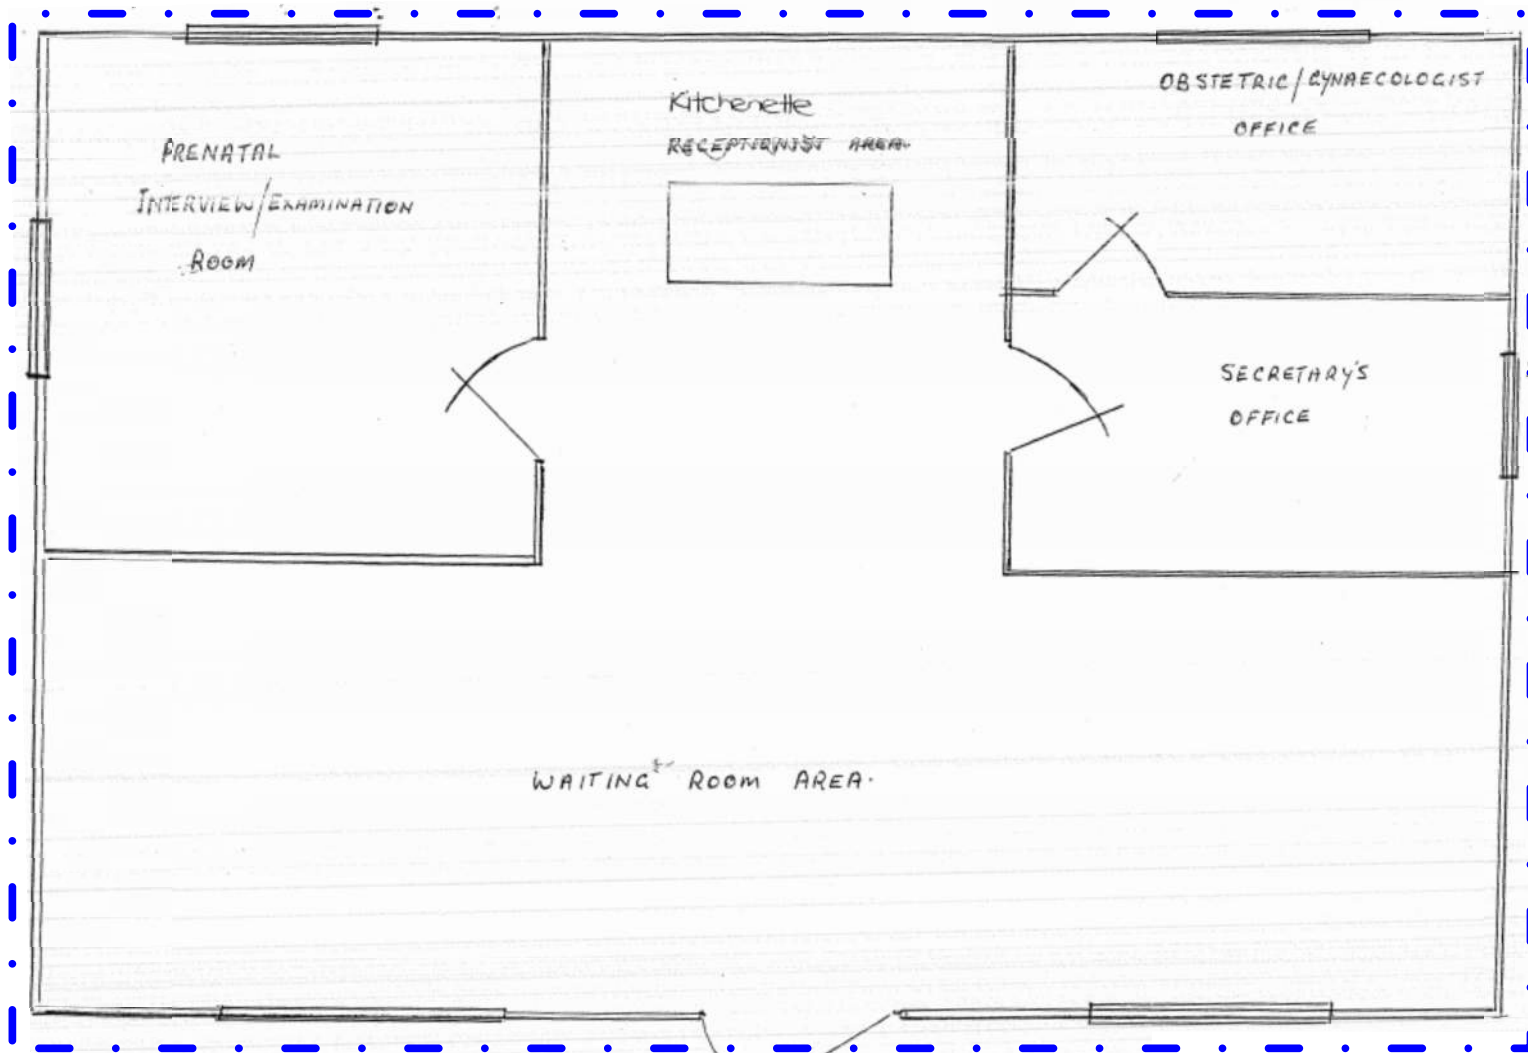 PRENATAL
INTERVIEW/EXAMINATION
ROOM
Kitchenette
RECEPTIONIST AREA.
OBSTETRIC/GYNAECOLOGIST
OFFICE
SECRETARY'S
OFFICE
WAITING ROOM AREA.